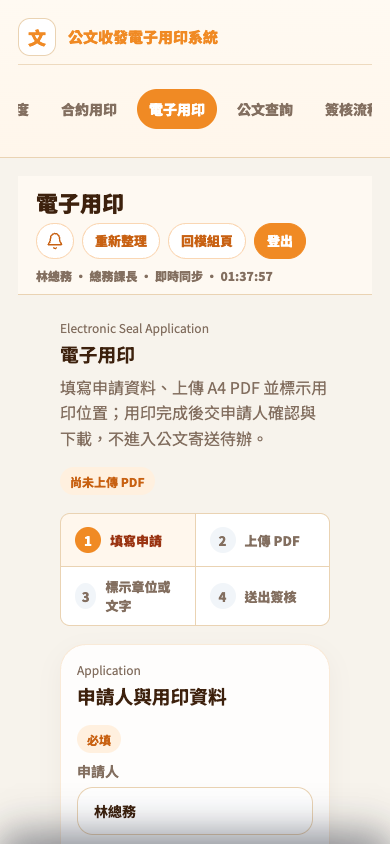 文 公文收發電子用印系統
度 合約用印 電子用印 公文查詢 簽核流程
電子用印
重新整理 回模組頁 登出
林總務 · 總務課長 · 即時同步 · 01:37:57
Electronic Seal Application
電子用印
填寫申請資料、上傳 A4 PDF 並標示用
印位置；用印完成後交申請人確認與
下載，不進入公文寄送待辦。
尚未上傳 PDF
1 填寫申請 2 上傳 PDF
3 標示章位或
文字
4 送出簽核
Application
申請人與用印資料
必填
申請人
林總務